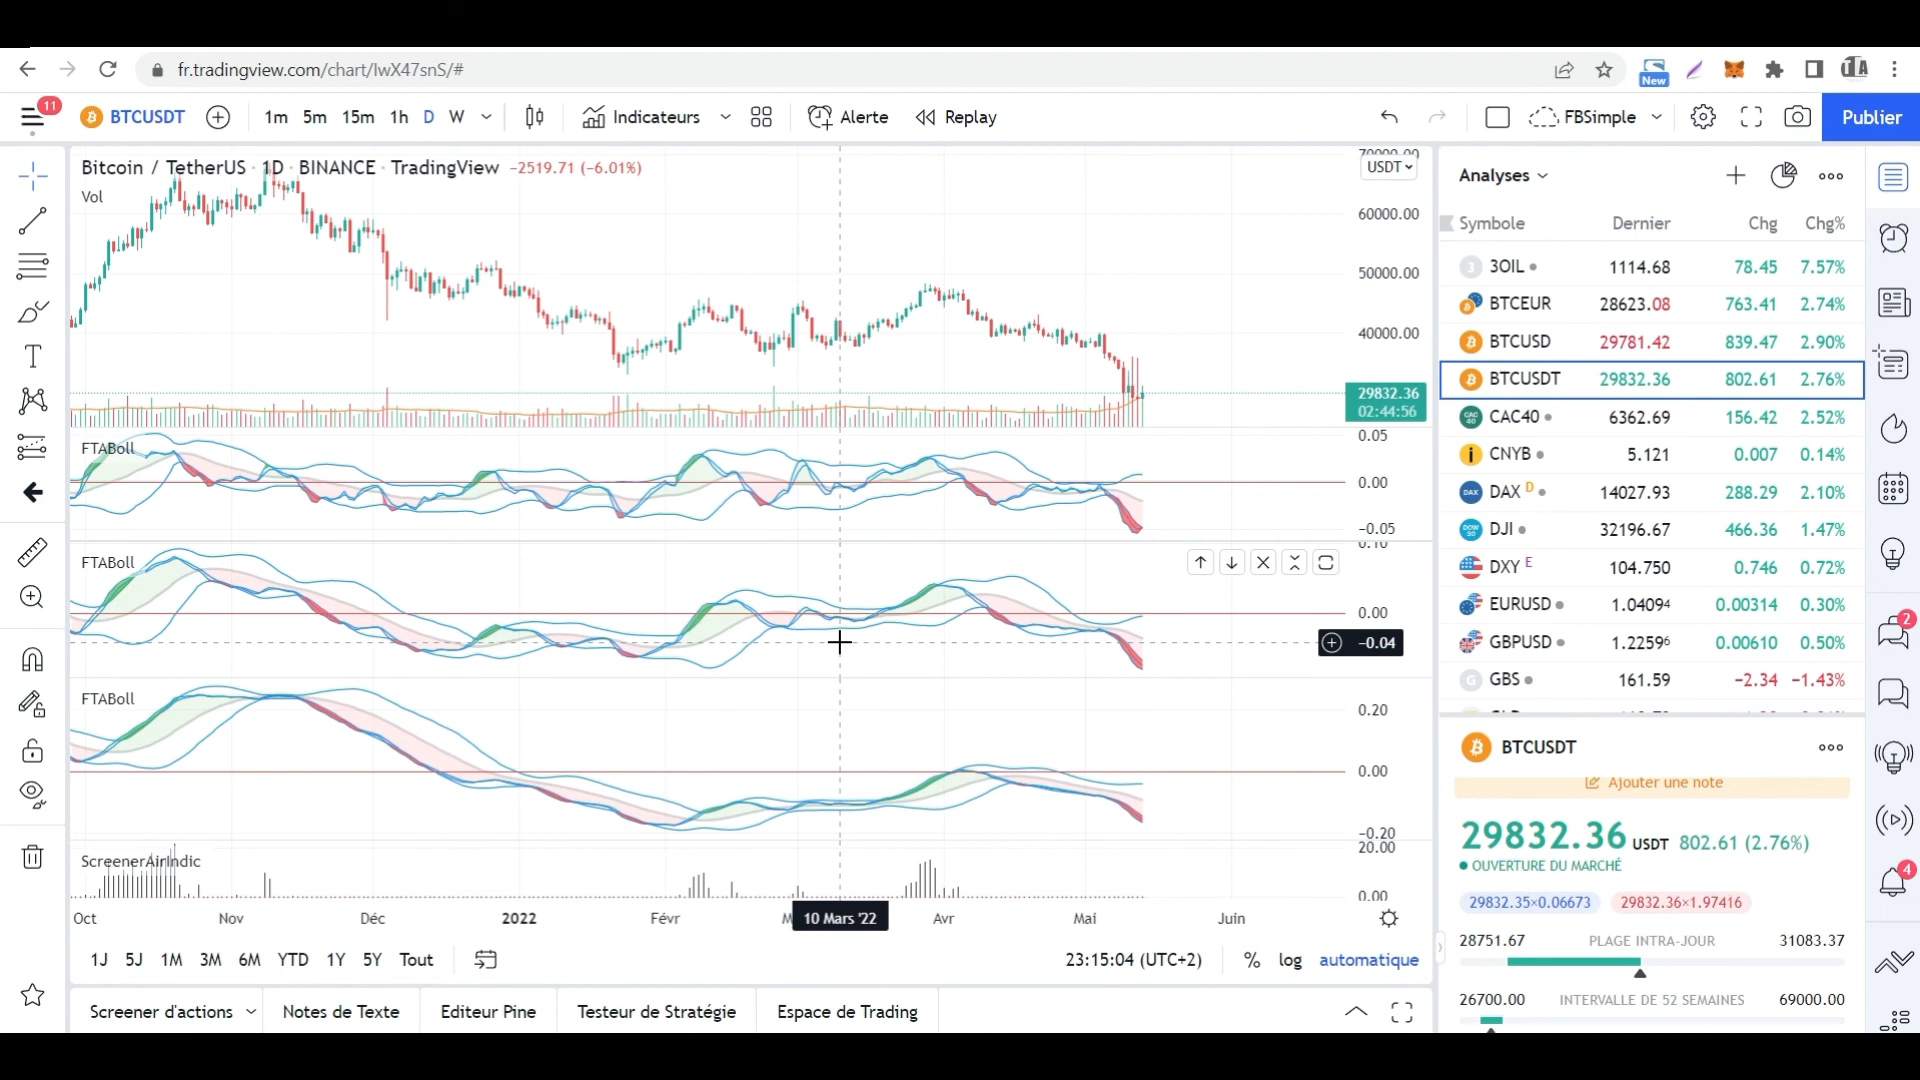 fr.tradingview.com/chart/IwX47snS/#
New
11
BTCUSDT
1m 5m 15m 1h D W
Indicateurs
Alerte
Replay
FBSimple
Publier
Bitcoin / TetherUS · 1D · BINANCE · TradingView −2519.71 (−6.01%)
Vol
70000.00
USDT
60000.00
50000.00
40000.00
29832.36
02:44:56
FTABoll
0.05
0.00
−0.05
FTABoll
0.10
0.00
−0.04
FTABoll
0.20
0.00
−0.20
ScreenerAirIndic
20.00
0.00
Oct Nov Déc 2022 Févr M 10 Mars '22 Avr Mai Juin
1J 5J 1M 3M 6M YTD 1Y 5Y Tout
23:15:04 (UTC+2)
% log automatique
Screener d'actions Notes de Texte Editeur Pine Testeur de Stratégie Espace de Trading
Analyses
Symbole Dernier Chg Chg%
3OIL 1114.68 78.45 7.57%
BTCEUR 28623.08 763.41 2.74%
BTCUSD 29781.42 839.47 2.90%
BTCUSDT 29832.36 802.61 2.76%
CAC40 6362.69 156.42 2.52%
CNYB 5.121 0.007 0.14%
DAX D 14027.93 288.29 2.10%
DJI 32196.67 466.36 1.47%
DXY E 104.750 0.746 0.72%
EURUSD 1.04094 0.00314 0.30%
GBPUSD 1.22596 0.00610 0.50%
GBS 161.59 −2.34 −1.43%
BTCUSDT
Ajouter une note
29832.36 USDT 802.61 (2.76%)
OUVERTURE DU MARCHÉ
29832.35×0.06673 29832.36×1.97416
28751.67 PLAGE INTRA-JOUR 31083.37
26700.00 INTERVALLE DE 52 SEMAINES 69000.00
2
4